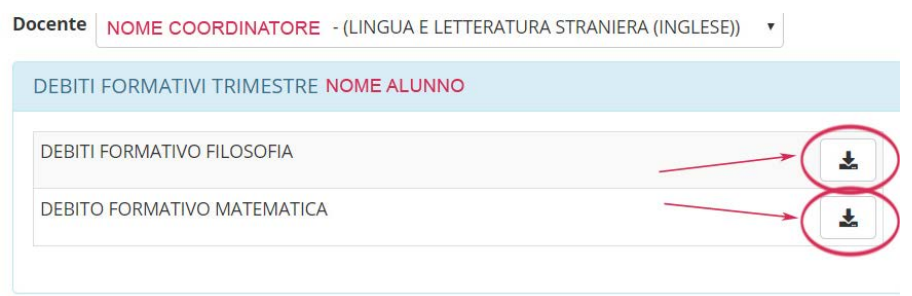 Docente NOME COORDINATORE - (LINGUA E LETTERATURA STRANIERA (INGLESE))
DEBITI FORMATIVI TRIMESTRE NOME ALUNNO
DEBITI FORMATIVO FILOSOFIA
DEBITO FORMATIVO MATEMATICA